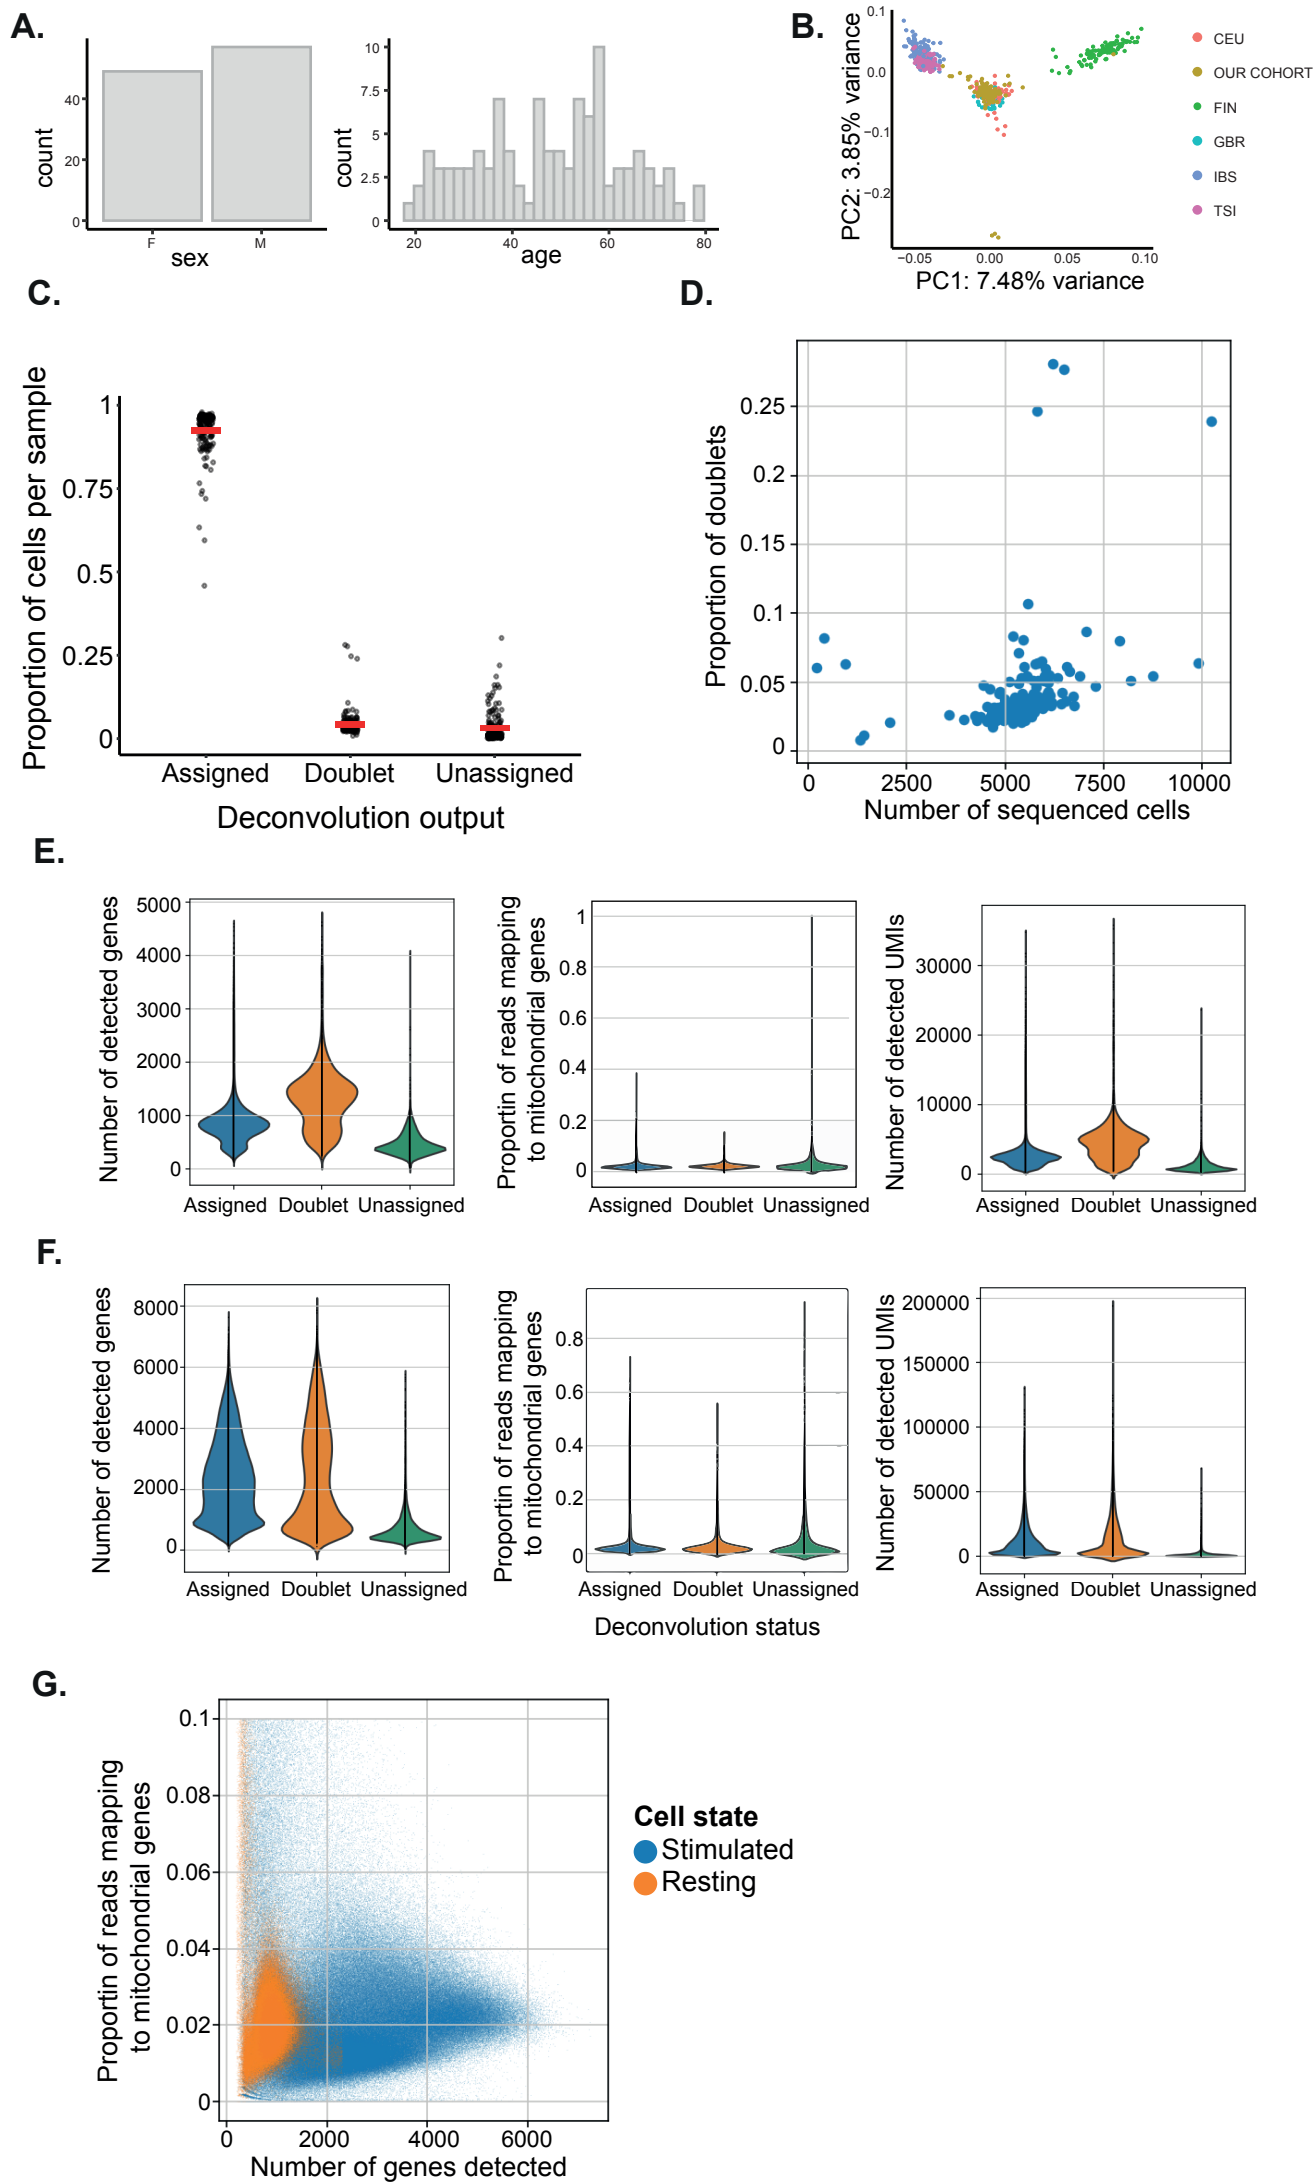 A.
count
40
20
0
F
M
sex
count
10
7.5
5
2.5
0
20
40
60
80
age
B.
PC2: 3.85% variance
0.1
0.0
−0.1
−0.2
−0.05
0.00
0.05
0.10
PC1: 7.48% variance
CEU
OUR COHORT
FIN
GBR
IBS
TSI
C.
Proportion of cells per sample
1
0.75
0.5
0.25
0
Assigned
Doublet
Unassigned
Deconvolution output
D.
Proportion of doublets
0.25
0.2
0.15
0.1
0.05
0
0
2500
5000
7500
10000
Number of sequenced cells
E.
Number of detected genes
5000
4000
3000
2000
1000
0
Assigned
Doublet
Unassigned
Proportin of reads mapping
to mitochondrial genes
1
0.8
0.6
0.4
0.2
0
Assigned
Doublet
Unassigned
Number of detected UMIs
30000
20000
10000
0
Assigned
Doublet
Unassigned
F.
Number of detected genes
8000
6000
4000
2000
0
Assigned
Doublet
Unassigned
Proportin of reads mapping
to mitochondrial genes
0.8
0.6
0.4
0.2
0
Assigned
Doublet
Unassigned
Deconvolution status
Number of detected UMIs
200000
150000
100000
50000
0
Assigned
Doublet
Unassigned
G.
Proportin of reads mapping
to mitochondrial genes
0.1
0.08
0.06
0.04
0.02
0
0
2000
4000
6000
Number of genes detected
Cell state
Stimulated
Resting